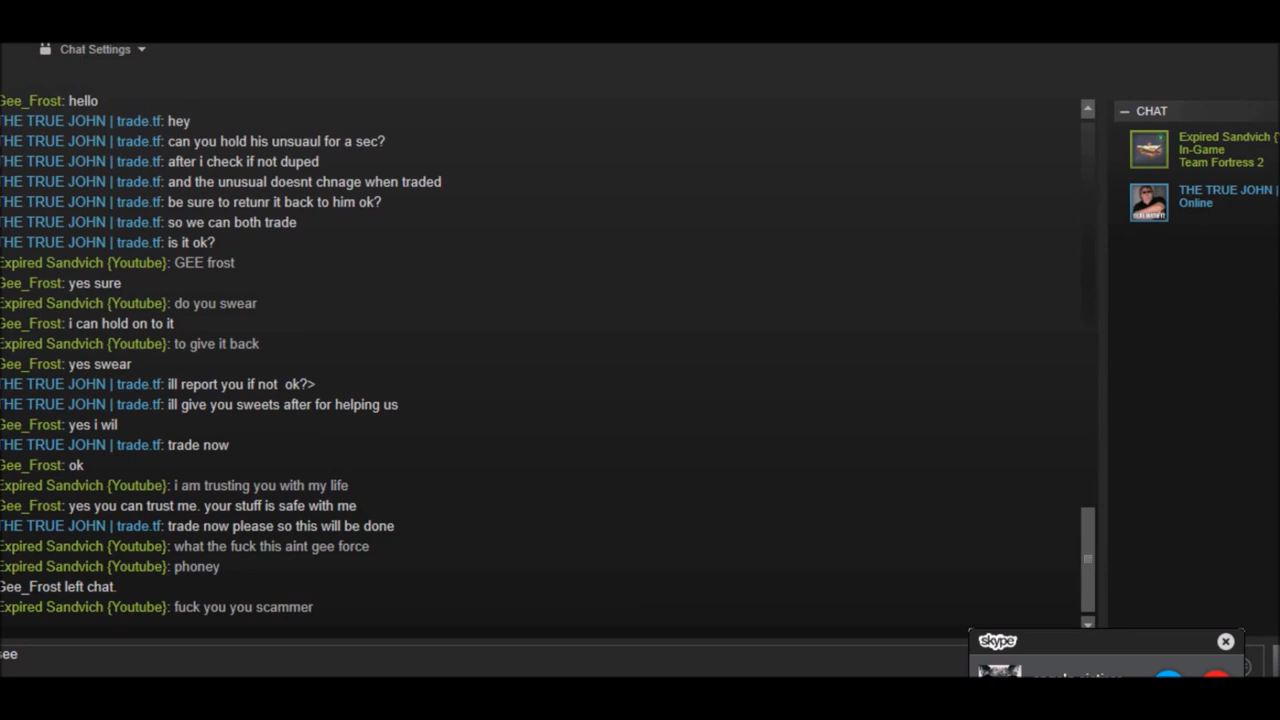 Chat Settings
Gee_Frost: hello
THE TRUE JOHN | trade.tf: hey
THE TRUE JOHN | trade.tf: can you hold his unsuaul for a sec?
THE TRUE JOHN | trade.tf: after i check if not duped
THE TRUE JOHN | trade.tf: and the unusual doesnt chnage when traded
THE TRUE JOHN | trade.tf: be sure to retunr it back to him ok?
THE TRUE JOHN | trade.tf: so we can both trade
THE TRUE JOHN | trade.tf: is it ok?
Expired Sandvich {Youtube}: GEE frost
Gee_Frost: yes sure
Expired Sandvich {Youtube}: do you swear
Gee_Frost: i can hold on to it
Expired Sandvich {Youtube}: to give it back
Gee_Frost: yes swear
THE TRUE JOHN | trade.tf: ill report you if not  ok?>
THE TRUE JOHN | trade.tf: ill give you sweets after for helping us
Gee_Frost: yes i wil
THE TRUE JOHN | trade.tf: trade now
Gee_Frost: ok
Expired Sandvich {Youtube}: i am trusting you with my life
Gee_Frost: yes you can trust me. your stuff is safe with me
THE TRUE JOHN | trade.tf: trade now please so this will be done
Expired Sandvich {Youtube}: what the fuck this aint gee force
Expired Sandvich {Youtube}: phoney
Gee_Frost left chat.
Expired Sandvich {Youtube}: fuck you you scammer
see
CHAT
Expired Sandvich {
In-Game
Team Fortress 2
THE TRUE JOHN |
Online
skype